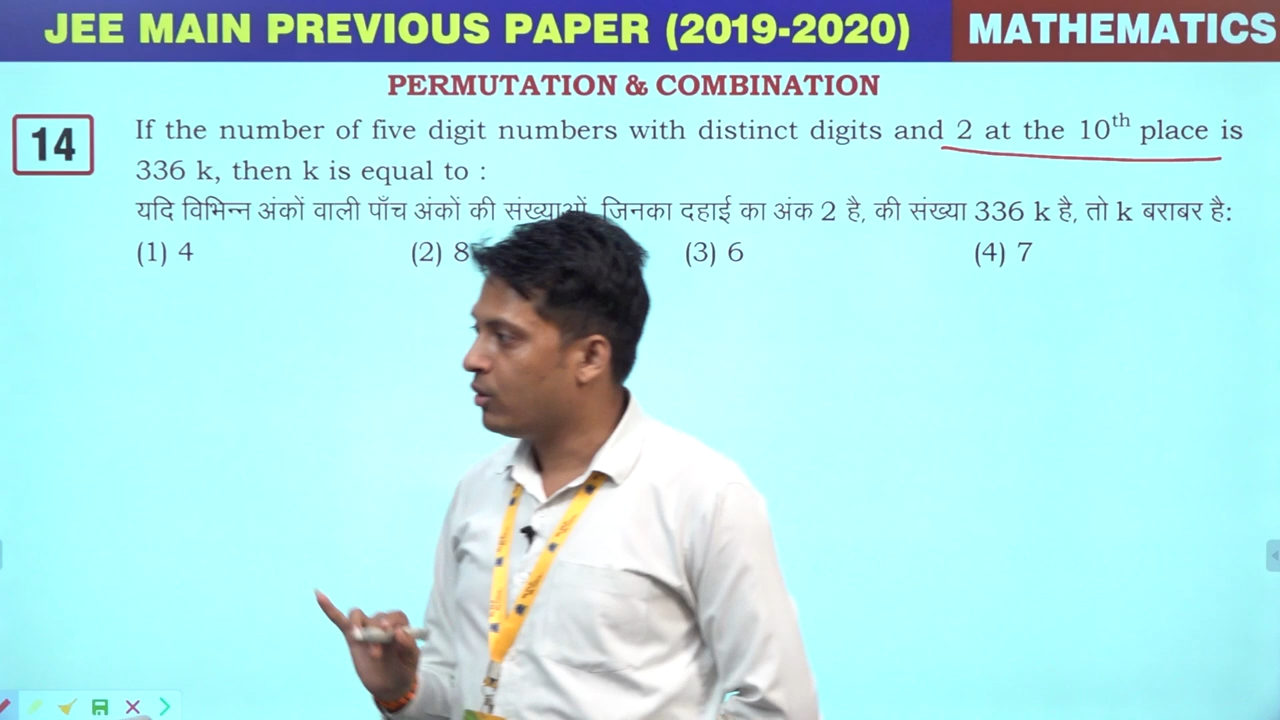 JEE MAIN PREVIOUS PAPER (2019-2020) MATHEMATICS
PERMUTATION & COMBINATION
14 If the number of five digit numbers with distinct digits and 2 at the 10th place is
336 k, then k is equal to :
यदि विभिन्न अंकों वाली पाँच अंकों की संख्याओं, जिनका दहाई का अंक 2 है, की संख्या 336 k है, तो k बराबर है:
(1) 4 (2) 8 (3) 6 (4) 7